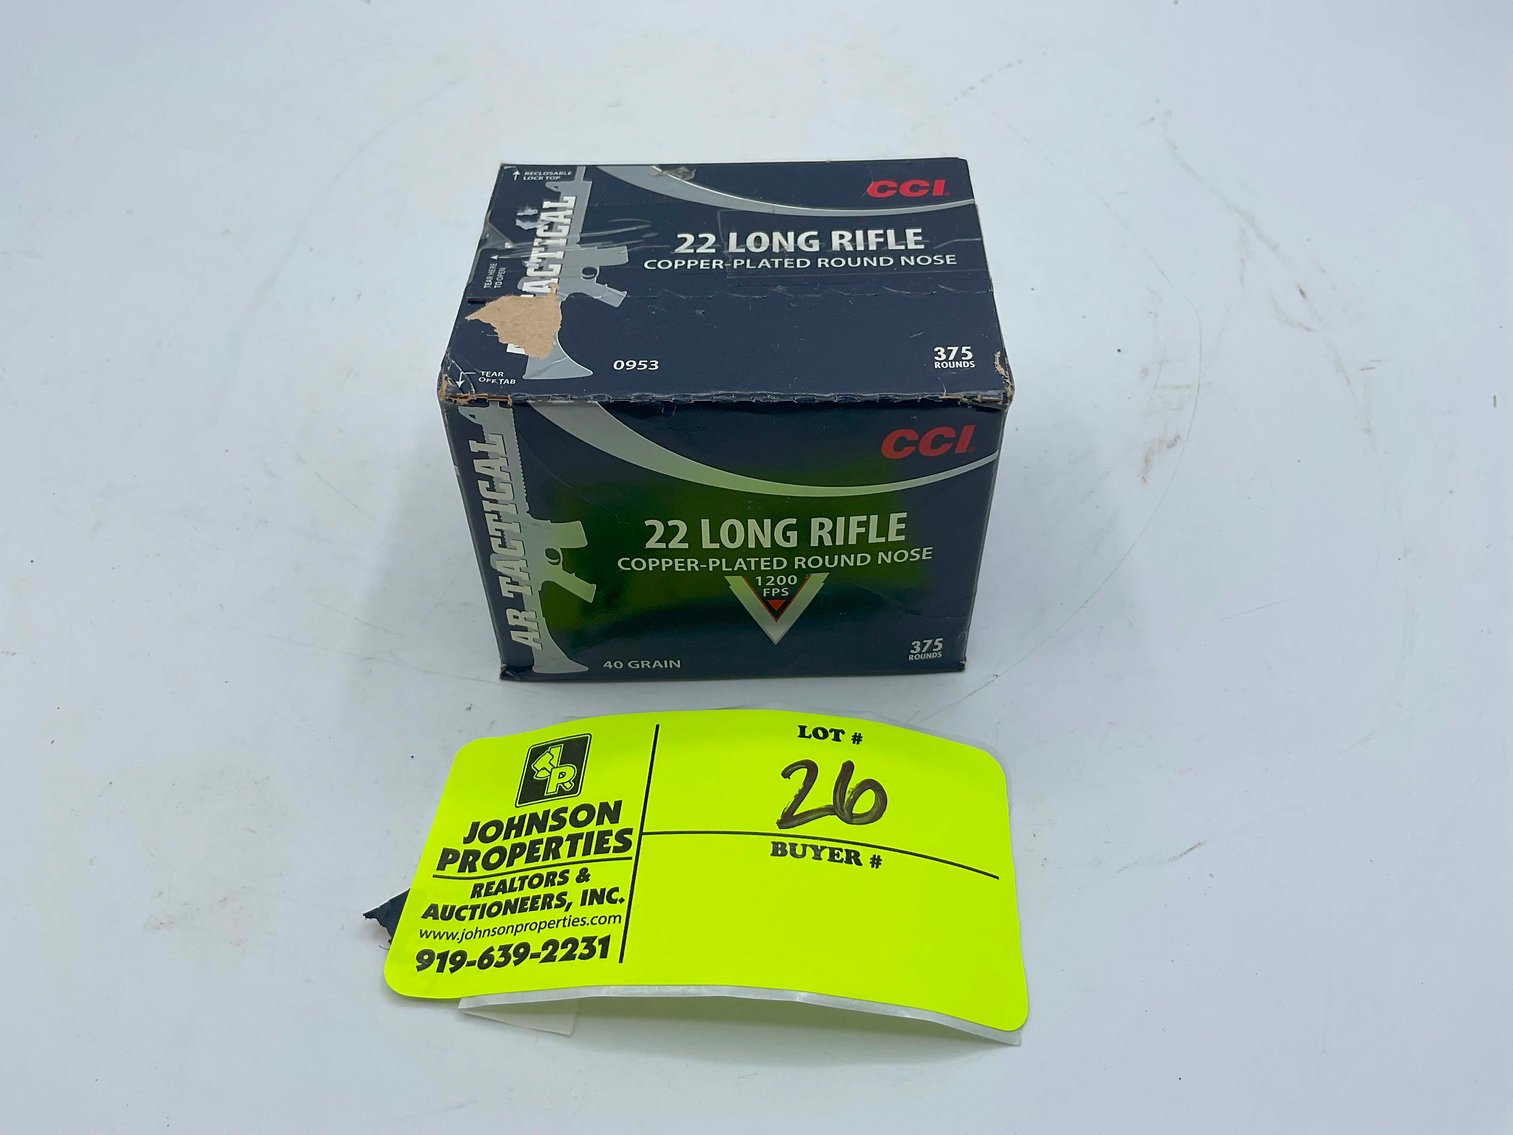 RECLOSABLE
LOCK TOP
TEAR HERE
TO OPEN
TACTICAL
CCI
22 LONG RIFLE
COPPER-PLATED ROUND NOSE
0953
375
ROUNDS
TEAR
OFF TAB
AR TACTICAL
CCI
22 LONG RIFLE
COPPER-PLATED ROUND NOSE
1200
FPS
40 GRAIN
375
ROUNDS
JOHNSON
PROPERTIES
REALTORS &
AUCTIONEERS, INC.
www.johnsonproperties.com
919-639-2231
LOT #
26
BUYER #